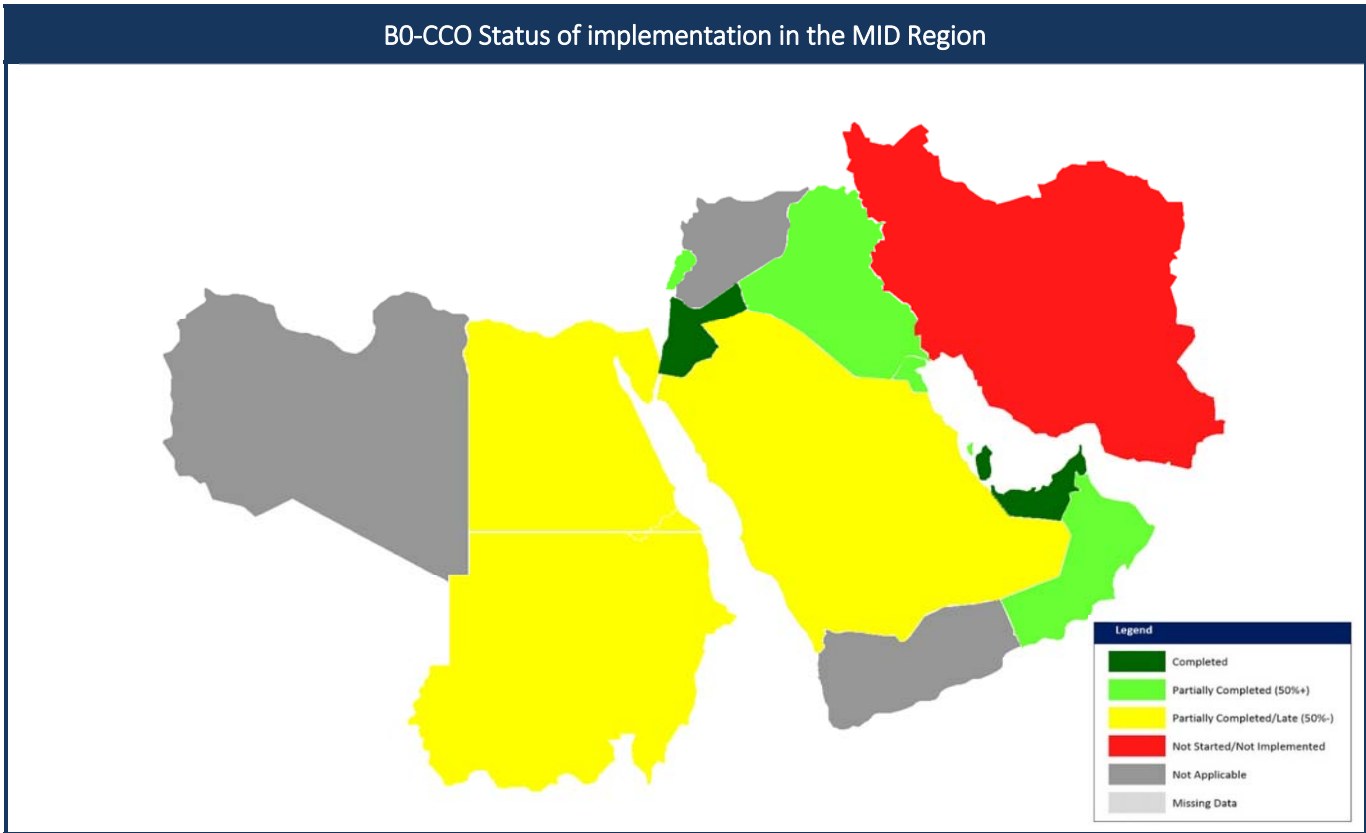 B0-CCO Status of implementation in the MID Region
Legend
Completed
Partially Completed (50%+)
Partially Completed/Late (50%-)
Not Started/Not Implemented
Not Applicable
Missing Data